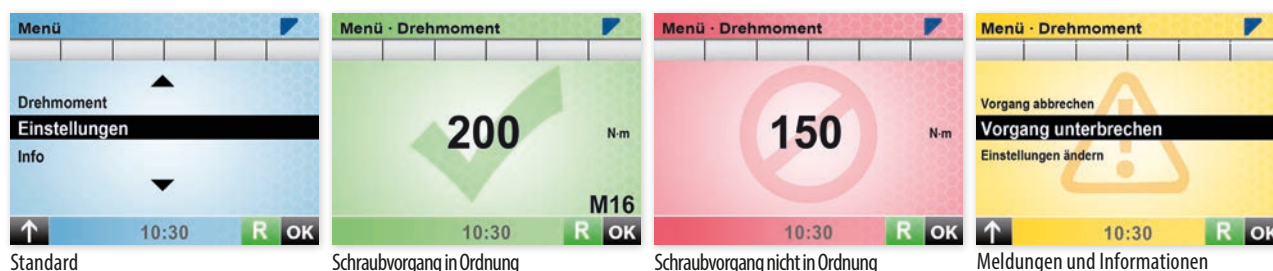 Menü
Drehmoment
Einstellungen
Info
10:30
R
OK
Standard
Menü · Drehmoment
200
N·m
M16
10:30
R
OK
Schraubvorgang in Ordnung
Menü · Drehmoment
150
N·m
10:30
R
OK
Schraubvorgang nicht in Ordnung
Menü · Drehmoment
Vorgang abbrechen
Vorgang unterbrechen
Einstellungen ändern
10:30
R
OK
Meldungen und Informationen